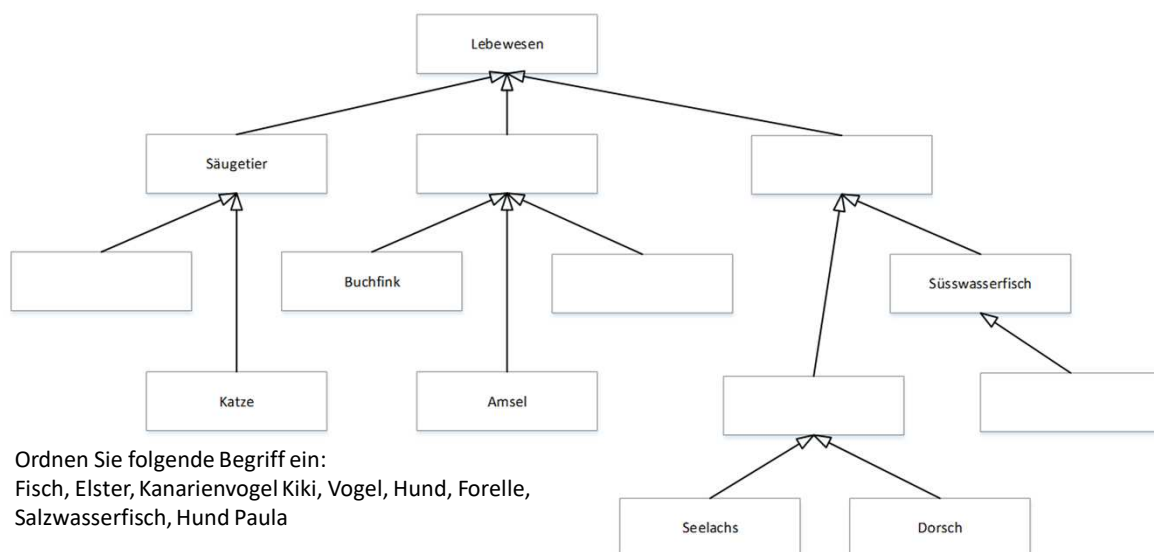 Lebewesen
Säugetier
Buchfink
Süsswasserfisch
Katze
Amsel
Ordnen Sie folgende Begriff ein:
Fisch, Elster, Kanarienvogel Kiki, Vogel, Hund, Forelle,
Salzwasserfisch, Hund Paula
Seelachs
Dorsch